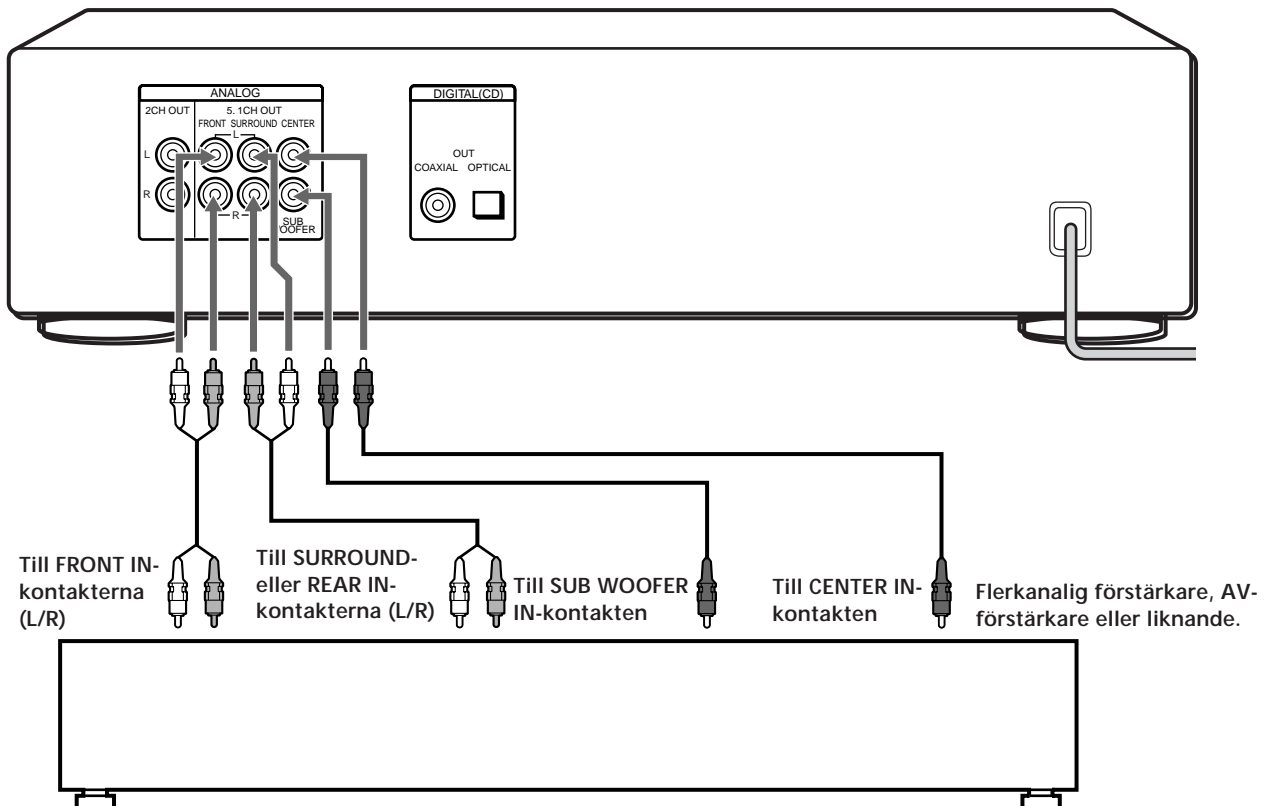 ANALOG
2CH OUT
5. 1CH OUT
FRONT SURROUND CENTER
L
L
R
R
SUB
WOOFER
DIGITAL(CD)
OUT
COAXIAL OPTICAL
Till FRONT IN-
kontakterna
(L/R)
Till SURROUND-
eller REAR IN-
kontakterna (L/R)
Till SUB WOOFER
IN-kontakten
Till CENTER IN-
kontakten
Flerkanalig förstärkare, AV-
förstärkare eller liknande.